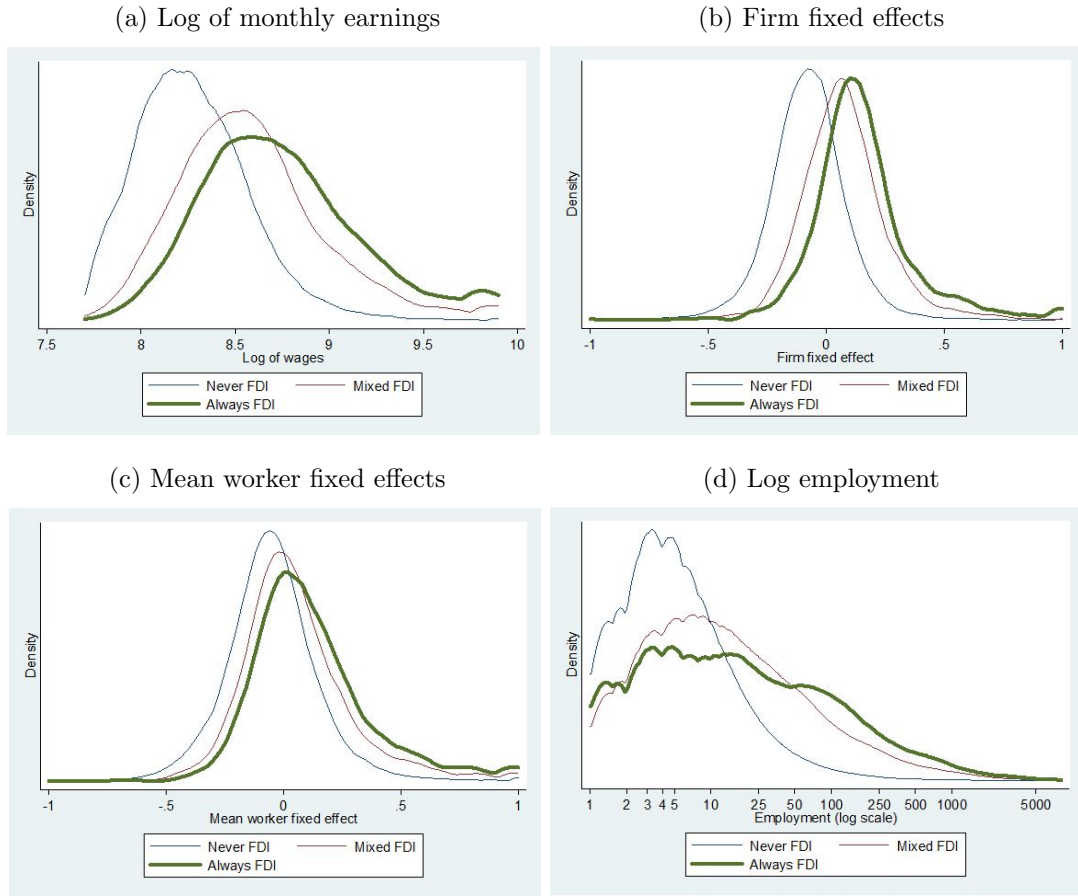 (a) Log of monthly earnings
Density
7.5 8 8.5 9 9.5 10
Log of wages
Never FDI Mixed FDI
Always FDI
(b) Firm fixed effects
Density
-1 -.5 0 .5 1
Firm fixed effect
Never FDI Mixed FDI
Always FDI
(c) Mean worker fixed effects
Density
-1 -.5 0 .5 1
Mean worker fixed effect
Never FDI Mixed FDI
Always FDI
(d) Log employment
Density
1 2 3 4 5 10 25 50 100 250 500 1000 5000
Employment (log scale)
Never FDI Mixed FDI
Always FDI